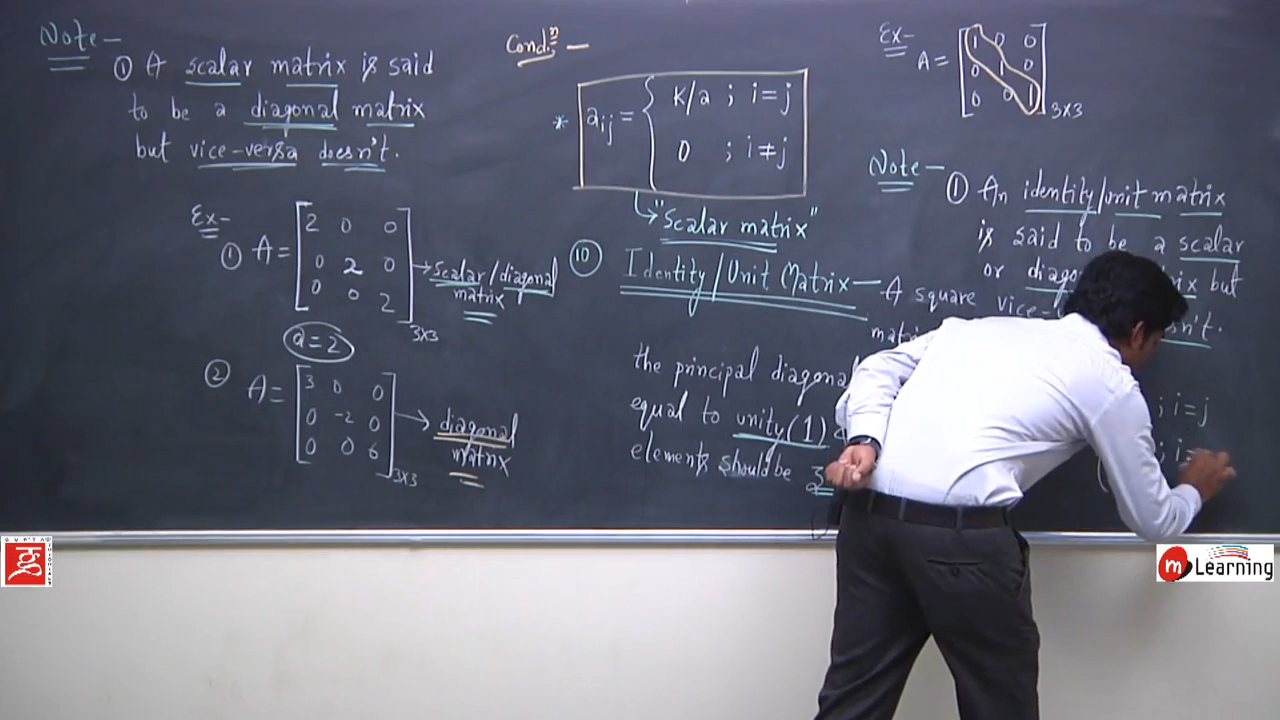 Note-
① A scalar matrix is said
to be a diagonal matrix
but vice-versa doesn't.
Ex-
① A = [2 0 0
0 2 0
0 0 2] 3x3 → Scalar/diagonal
matrix
a=2
② A = [3 0 0
0 -2 0
0 0 6] 3x3 → diagonal
matrix
Condⁿ -
* aij = { K/a ; i=j
0 ; i≠j
↳ "Scalar matrix"
⑩ Identity/Unit Matrix - A square
the principal diagonal
equal to unity(1)
elements should be
Ex-
A = [1 0 0
0 1 0
0 0 1] 3x3
Note-
① An identity/Unit matrix
is said to be a scalar
or but
; i=j
; i
GUPTA TUTORIALS
m Learning